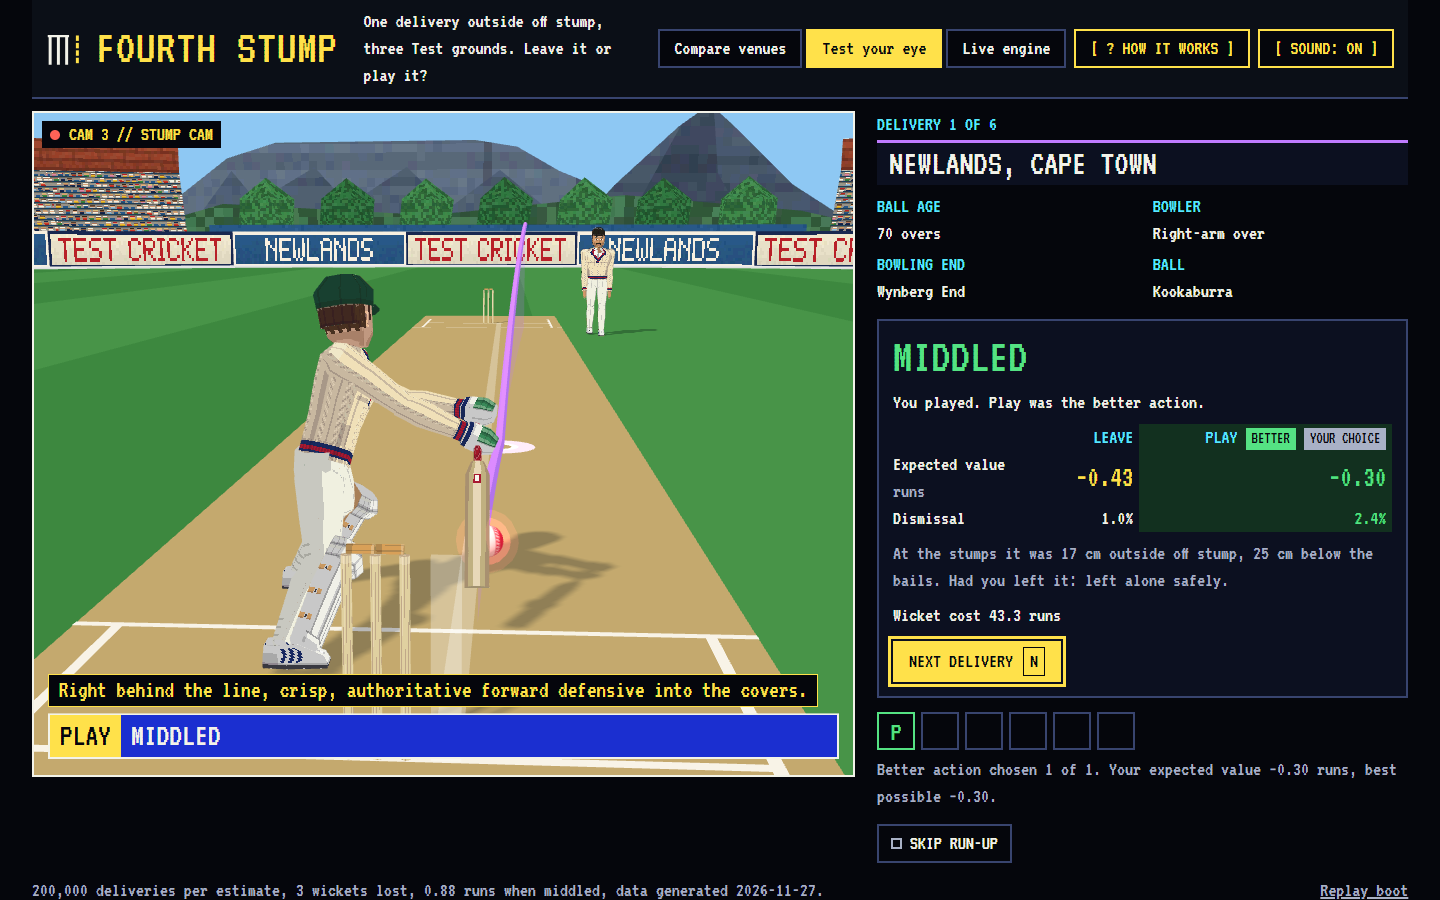 FOURTH STUMP
One delivery outside off stump,
three Test grounds. Leave it or
play it?
Compare venues
Test your eye
Live engine
[ ? HOW IT WORKS ]
[ SOUND: ON ]
CAM 3 // STUMP CAM
TEST CRICKET
NEWLANDS
TEST CRICKET
NEWLANDS
TEST C
Right behind the line, crisp, authoritative forward defensive into the covers.
PLAY MIDDLED
DELIVERY 1 OF 6
NEWLANDS, CAPE TOWN
BALL AGE
70 overs
BOWLER
Right-arm over
BOWLING END
Wynberg End
BALL
Kookaburra
MIDDLED
You played. Play was the better action.
LEAVE PLAY BETTER YOUR CHOICE
Expected value
runs
-0.43 -0.30
Dismissal 1.0% 2.4%
At the stumps it was 17 cm outside off stump, 25 cm below the
bails. Had you left it: left alone safely.
Wicket cost 43.3 runs
NEXT DELIVERY N
P
Better action chosen 1 of 1. Your expected value -0.30 runs, best
possible -0.30.
SKIP RUN-UP
200,000 deliveries per estimate, 3 wickets lost, 0.88 runs when middled, data generated 2026-11-27.
Replay boot